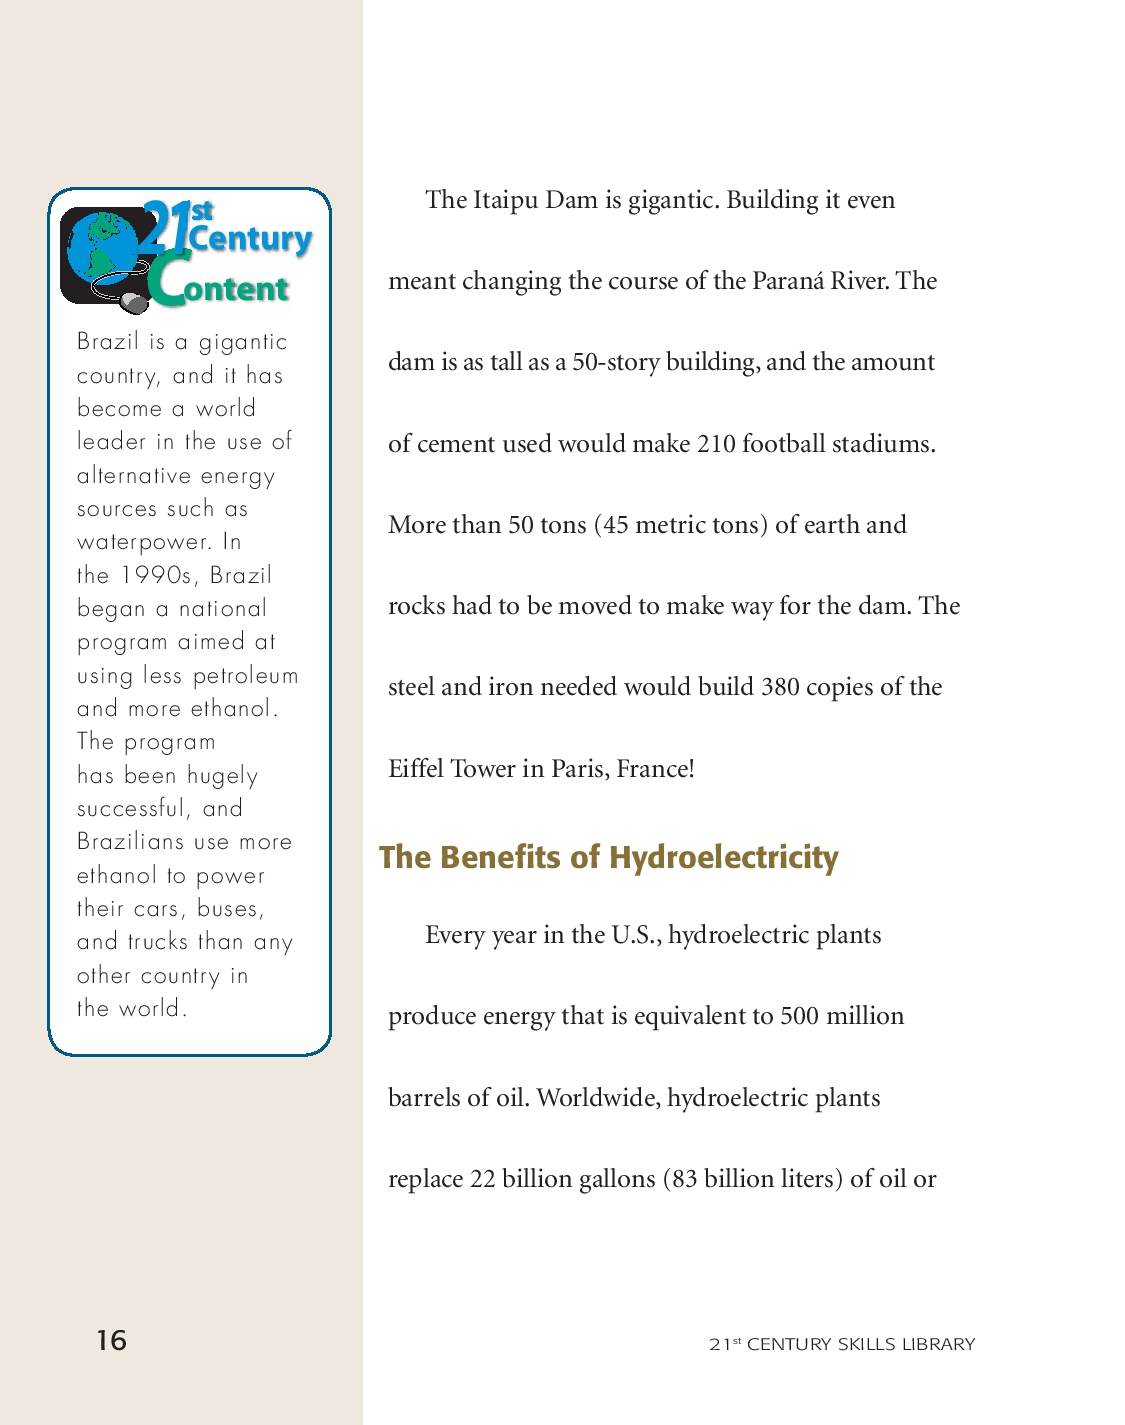 21st
Century
Content
Brazil is a gigantic
country, and it has
become a world
leader in the use of
alternative energy
sources such as
waterpower. In
the 1990s, Brazil
began a national
program aimed at
using less petroleum
and more ethanol.
The program
has been hugely
successful, and
Brazilians use more
ethanol to power
their cars, buses,
and trucks than any
other country in
the world.
The Itaipu Dam is gigantic. Building it even
meant changing the course of the Paraná River. The
dam is as tall as a 50-story building, and the amount
of cement used would make 210 football stadiums.
More than 50 tons (45 metric tons) of earth and
rocks had to be moved to make way for the dam. The
steel and iron needed would build 380 copies of the
Eiffel Tower in Paris, France!
The Benefits of Hydroelectricity
Every year in the U.S., hydroelectric plants
produce energy that is equivalent to 500 million
barrels of oil. Worldwide, hydroelectric plants
replace 22 billion gallons (83 billion liters) of oil or
16
21st CENTURY SKILLS LIBRARY